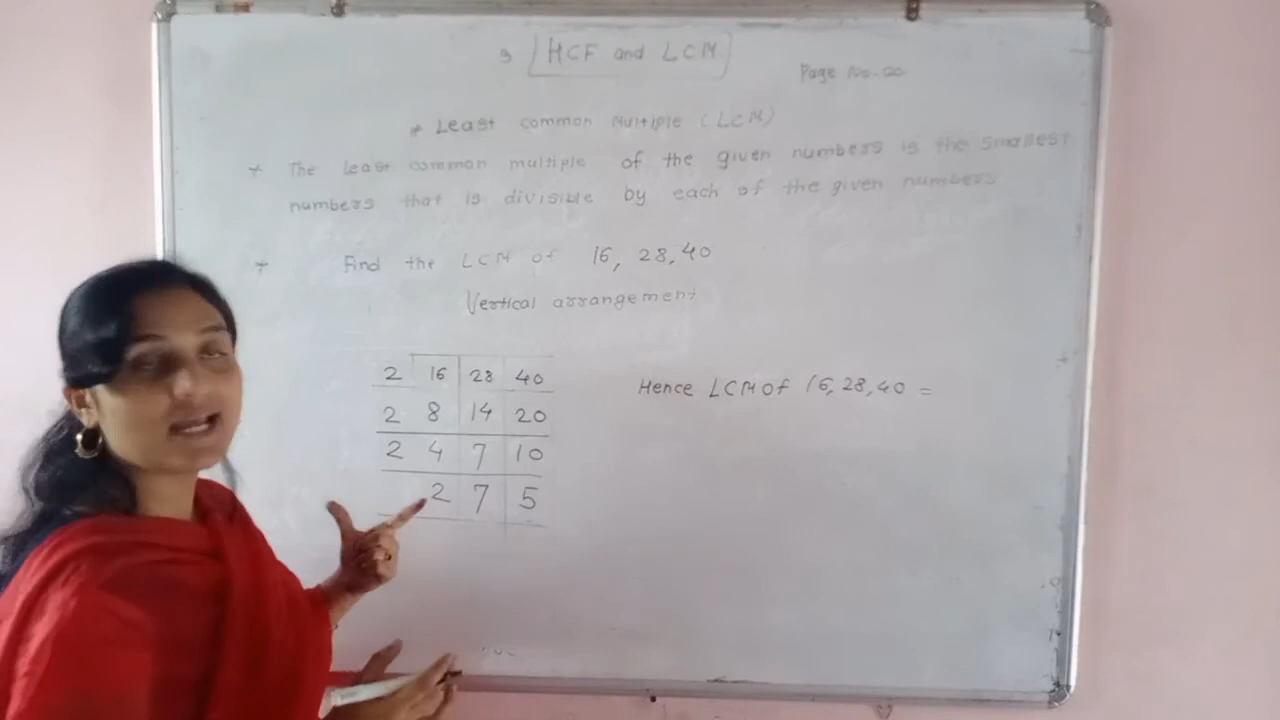 9 HCF and LCM
Page No. 20
* Least common Multiple (LCM)
* The Least common multiple of the given numbers is the smallest
numbers that is divisible by each of the given numbers
* Find the LCM of 16, 28, 40
Vertical arrangement
2 16 28 40
2 8 14 20
2 4 7 10
2 7 5
Hence LCM of 16, 28, 40 =